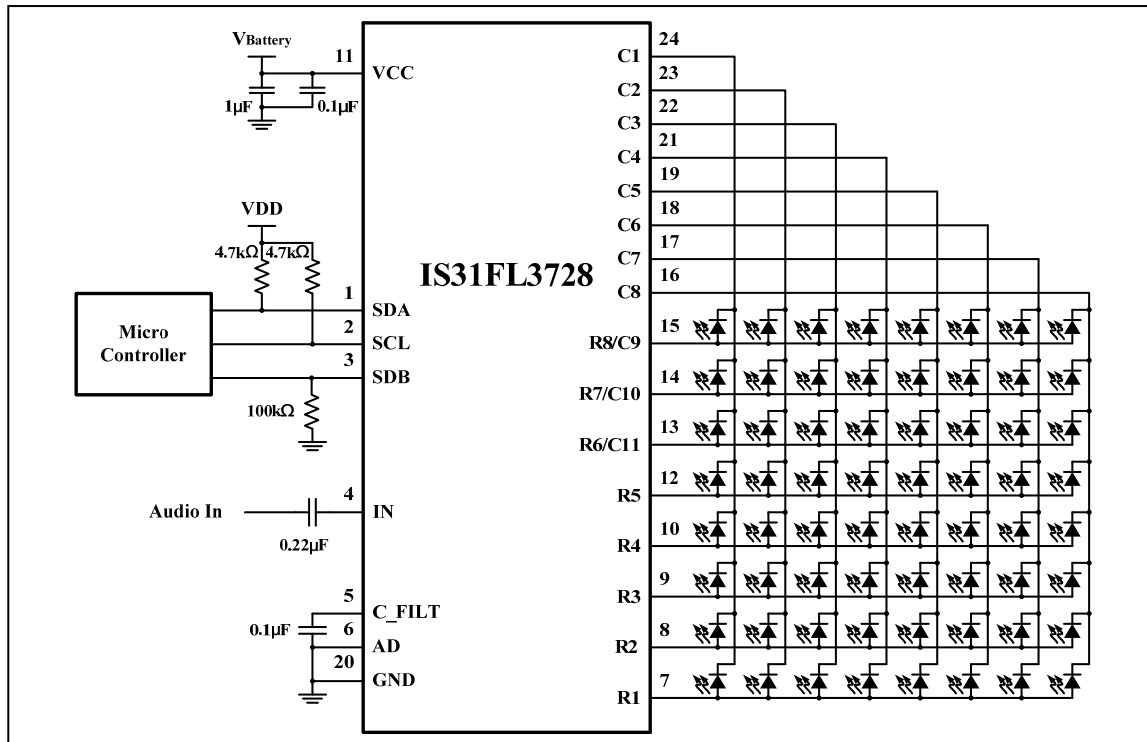 VBattery
11
VCC
1μF
0.1μF
VDD
4.7kΩ
4.7kΩ
Micro
Controller
1
SDA
2
SCL
3
SDB
100kΩ
Audio In
4
IN
0.22μF
5
C_FILT
0.1μF
6
AD
20
GND
IS31FL3728
24
C1
23
C2
22
C3
21
C4
19
C5
18
C6
17
C7
16
C8
15
R8/C9
14
R7/C10
13
R6/C11
12
R5
10
R4
9
R3
8
R2
7
R1